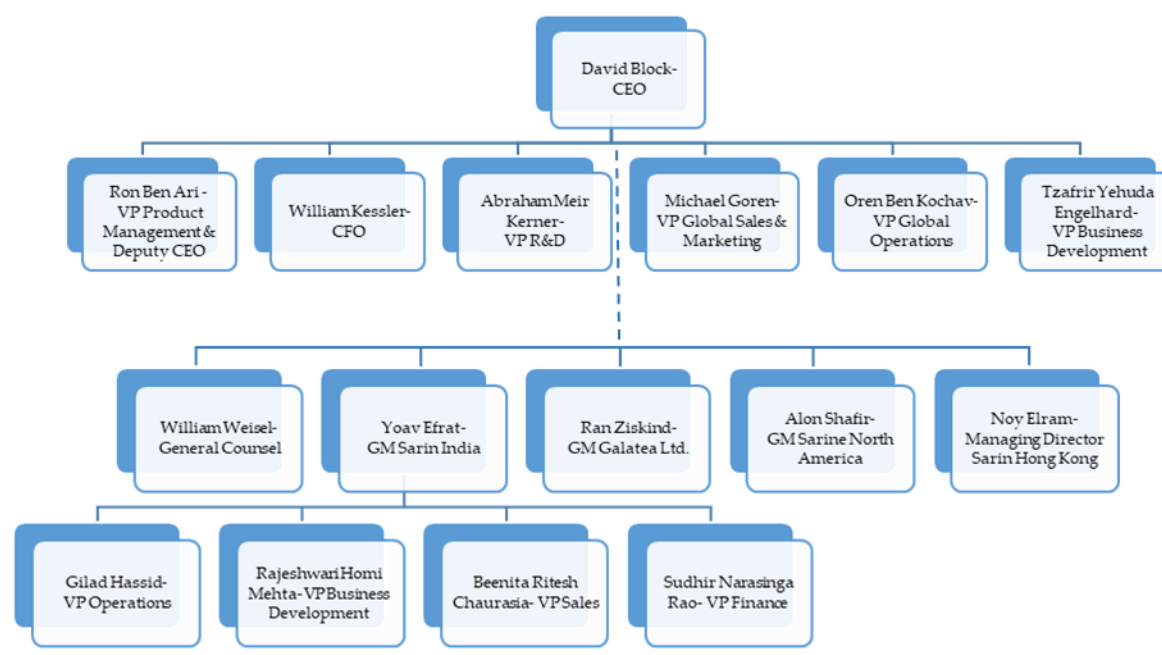 David Block-
CEO
Ron Ben Ari -
VP Product
Management &
Deputy CEO
William Kessler-
CFO
Abraham Meir
Kerner-
VP R&D
Michael Goren-
VP Global Sales &
Marketing
Oren Ben Kochav-
VP Global
Operations
Tzafrir Yehuda
Engelhard-
VP Business
Development
William Weisel-
General Counsel
Yoav Efrat-
GM Sarin India
Ran Ziskind-
GM Galatea Ltd.
Alon Shafir-
GM Sarine North
America
Noy Elram-
Managing Director
Sarin Hong Kong
Gilad Hassid-
VP Operations
Rajeshwari Homi
Mehta- VP Business
Development
Beenita Ritesh
Chaurasia- VP Sales
Sudhir Narasinga
Rao- VP Finance